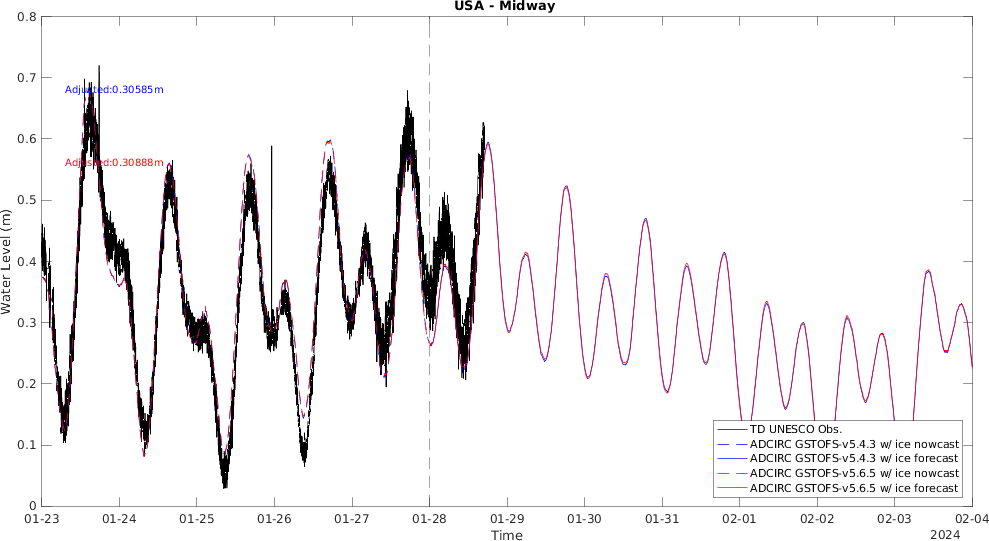 USA - Midway
0.8
0.7
Adjusted:0.30585m
0.6
Adjusted:0.30888m
0.5
0.4
0.3
0.2
0.1
0
Water Level (m)
TD UNESCO Obs.
ADCIRC GSTOFS-v5.4.3 w/ ice nowcast
ADCIRC GSTOFS-v5.4.3 w/ ice forecast
ADCIRC GSTOFS-v5.6.5 w/ ice nowcast
ADCIRC GSTOFS-v5.6.5 w/ ice forecast
01-23 01-24 01-25 01-26 01-27 01-28 01-29 01-30 01-31 02-01 02-02 02-03 02-04
Time
2024